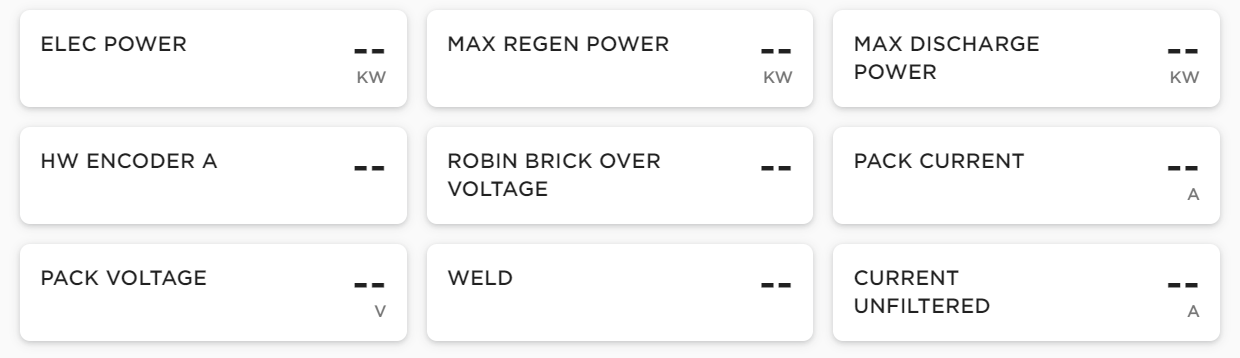 ELEC POWER
--
KW
MAX REGEN POWER
--
KW
MAX DISCHARGE
POWER
--
KW
HW ENCODER A
--
ROBIN BRICK OVER
VOLTAGE
--
PACK CURRENT
--
A
PACK VOLTAGE
--
V
WELD
--
CURRENT
UNFILTERED
--
A